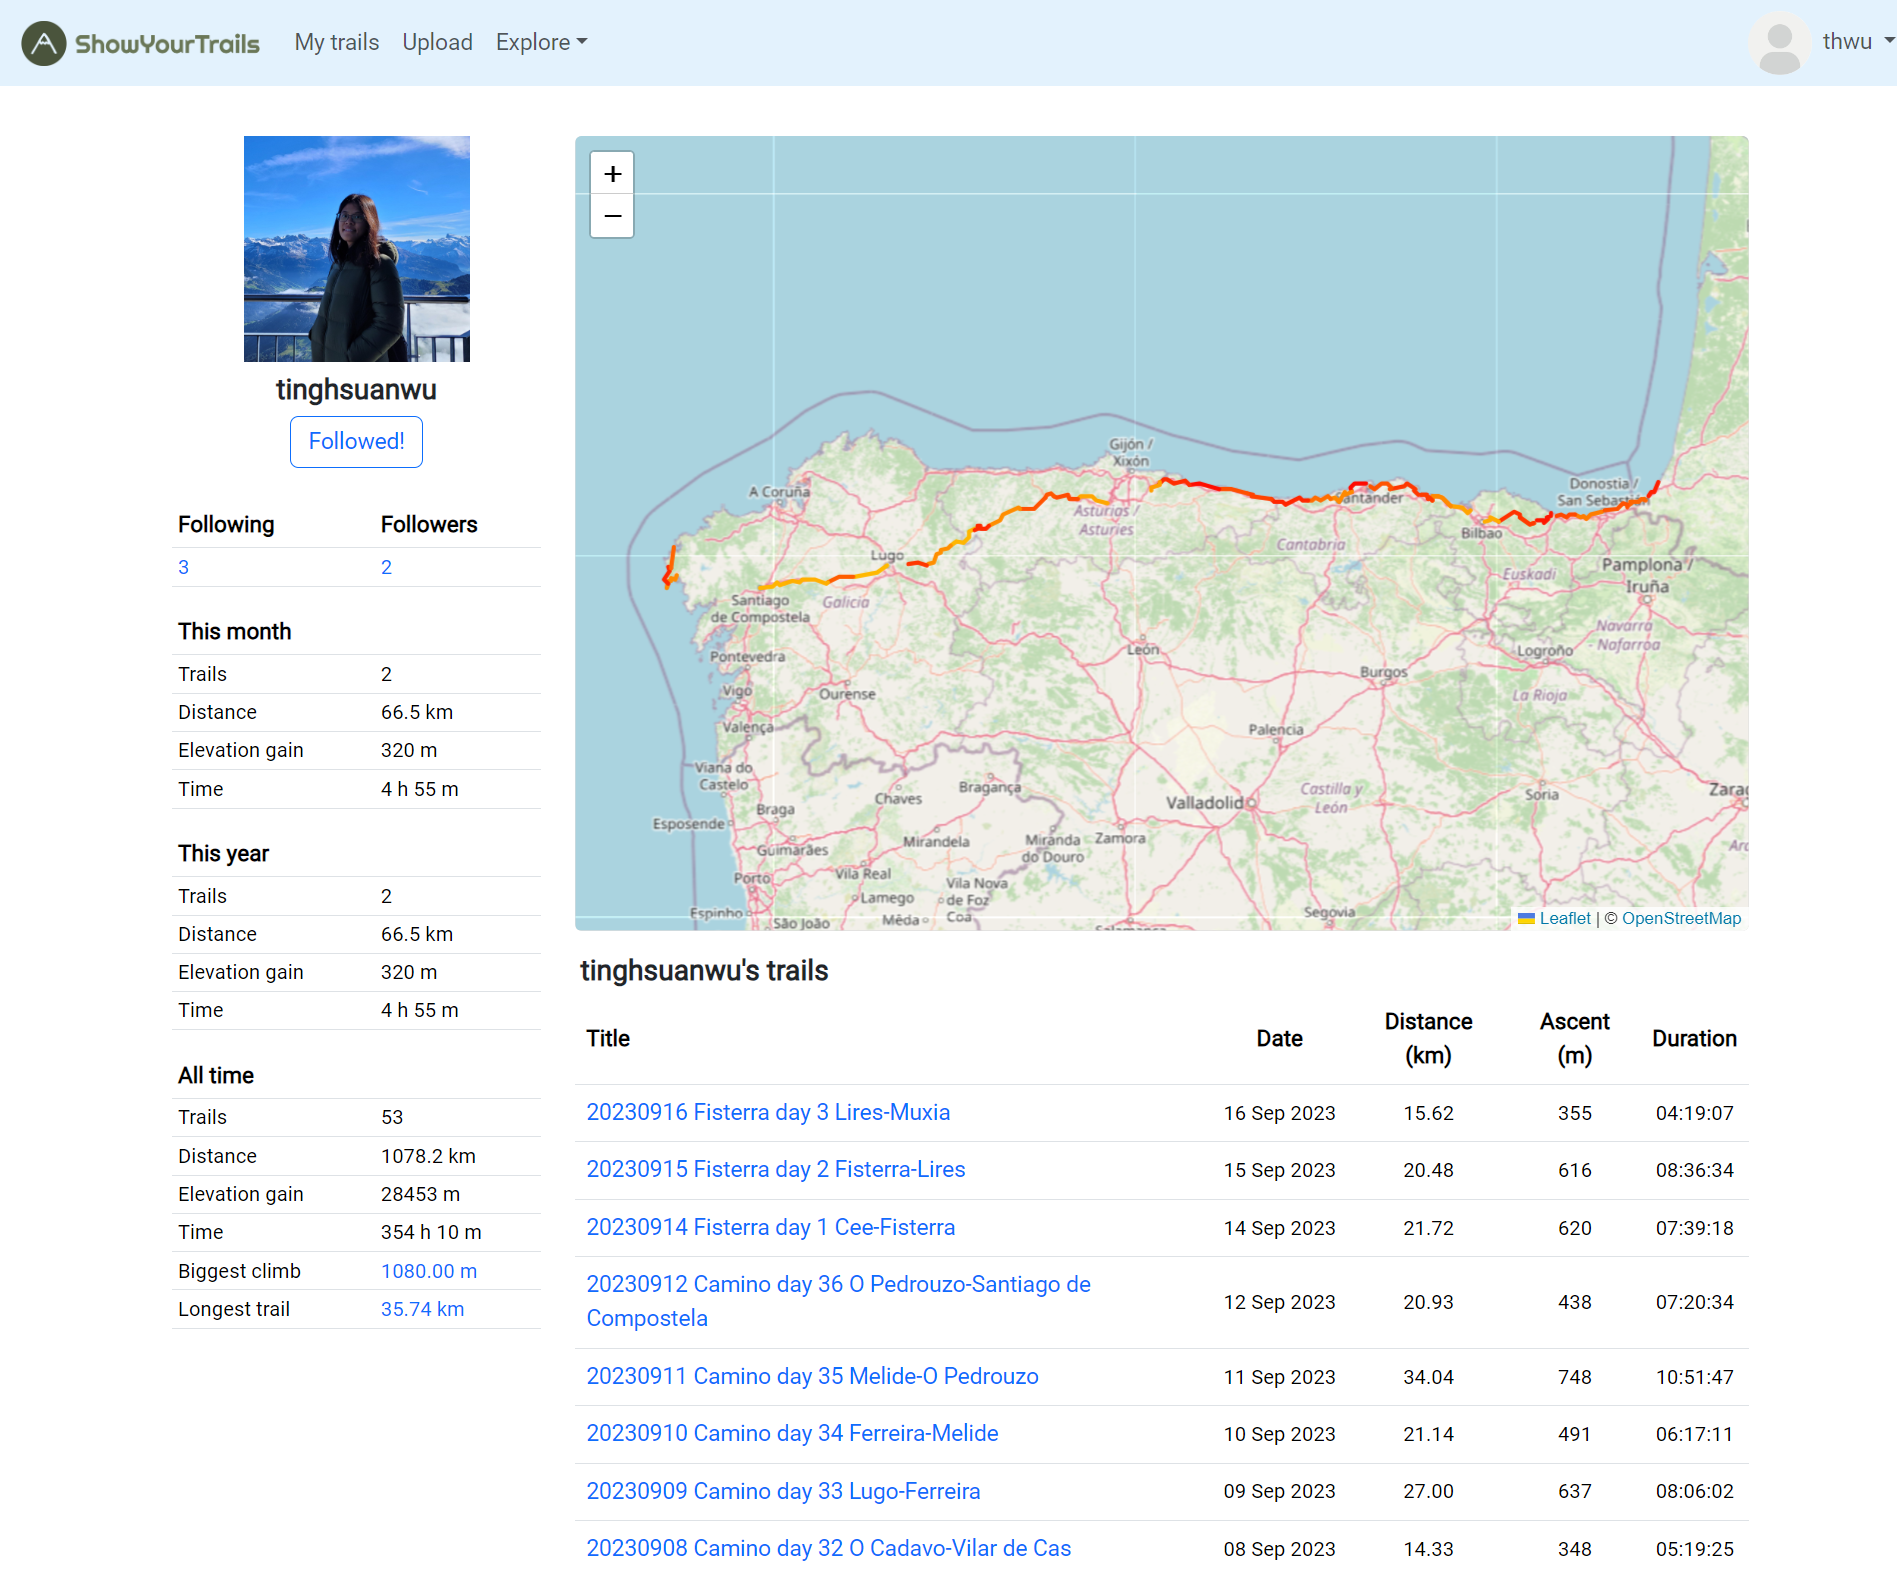 ShowYourTrails My trails Upload Explore thwu
tinghsuanwu
Followed!
Following Followers
3 2
This month
Trails 2
Distance 66.5 km
Elevation gain 320 m
Time 4 h 55 m
This year
Trails 2
Distance 66.5 km
Elevation gain 320 m
Time 4 h 55 m
All time
Trails 53
Distance 1078.2 km
Elevation gain 28453 m
Time 354 h 10 m
Biggest climb 1080.00 m
Longest trail 35.74 km
+
−
Gijón /
Xixón
A Coruña
Donostia /
San Sebastián
Santander
Asturias /
Asturies
Bilbao
Cantabria
Lugo
Euskadi
Pamplona /
Iruña
Santiago
de Compostela
Galicia
Navarra
- Nafarroa
León
Logroño
Pontevedra
Burgos
Vigo
Ourense
La Rioja
Valença
Palencia
Viana do
Castelo
Bragança
Chaves
Braga
Valladolid
Castilla y
León
Soria
Esposende
Mirandela
Miranda
do Douro
Zamora
Guimarães
Porto
Vila Real
Vila Nova
de Foz
Coa
Lamego
Espinho
São João
Mêda
Segovia
Leaflet | © OpenStreetMap
tinghsuanwu's trails
Title Date Distance (km) Ascent (m) Duration
20230916 Fisterra day 3 Lires-Muxia 16 Sep 2023 15.62 355 04:19:07
20230915 Fisterra day 2 Fisterra-Lires 15 Sep 2023 20.48 616 08:36:34
20230914 Fisterra day 1 Cee-Fisterra 14 Sep 2023 21.72 620 07:39:18
20230912 Camino day 36 O Pedrouzo-Santiago de
Compostela 12 Sep 2023 20.93 438 07:20:34
20230911 Camino day 35 Melide-O Pedrouzo 11 Sep 2023 34.04 748 10:51:47
20230910 Camino day 34 Ferreira-Melide 10 Sep 2023 21.14 491 06:17:11
20230909 Camino day 33 Lugo-Ferreira 09 Sep 2023 27.00 637 08:06:02
20230908 Camino day 32 O Cadavo-Vilar de Cas 08 Sep 2023 14.33 348 05:19:25